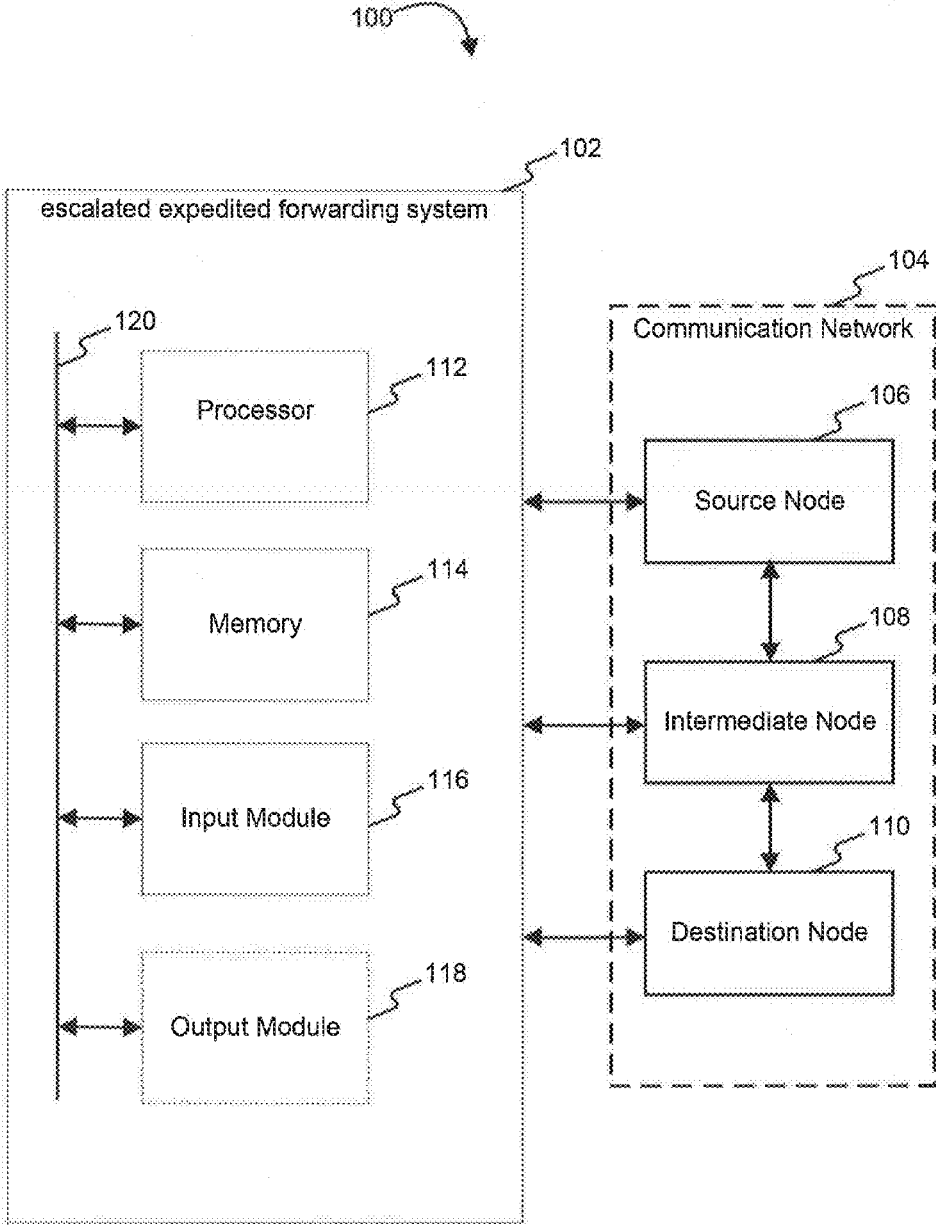 100
102
escalated expedited forwarding system
104
Communication Network
120
112
Processor
106
Source Node
114
Memory
108
Intermediate Node
116
Input Module
110
Destination Node
118
Output Module